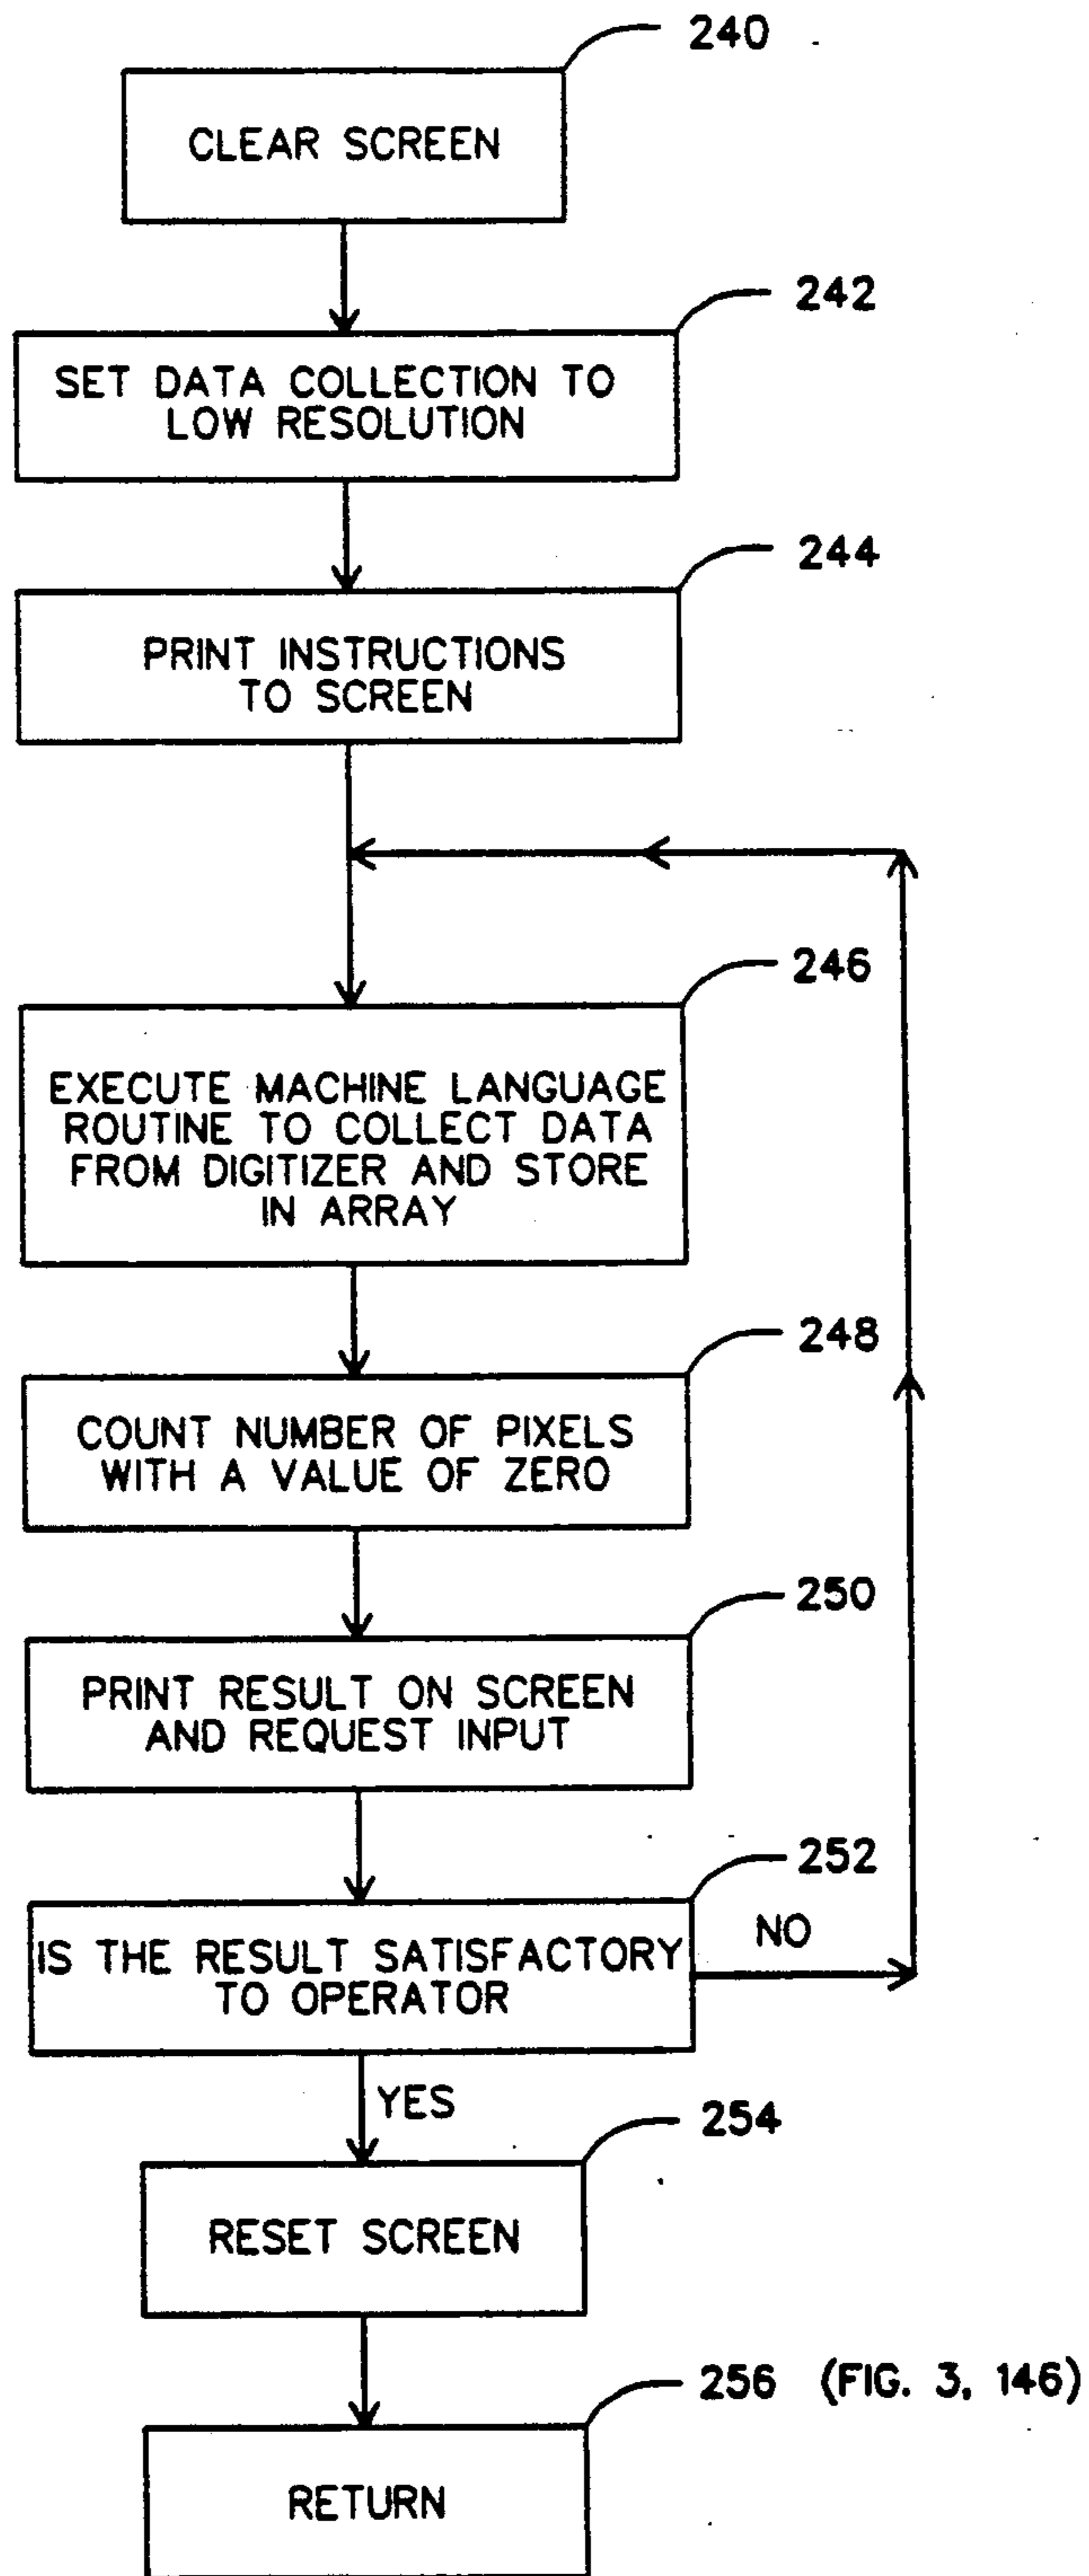 240
CLEAR SCREEN
242
SET DATA COLLECTION TO
LOW RESOLUTION
244
PRINT INSTRUCTIONS
TO SCREEN
246
EXECUTE MACHINE LANGUAGE
ROUTINE TO COLLECT DATA
FROM DIGITIZER AND STORE
IN ARRAY
248
COUNT NUMBER OF PIXELS
WITH A VALUE OF ZERO
250
PRINT RESULT ON SCREEN
AND REQUEST INPUT
252
IS THE RESULT SATISFACTORY
TO OPERATOR
NO
YES
254
RESET SCREEN
256 (FIG. 3, 146)
RETURN